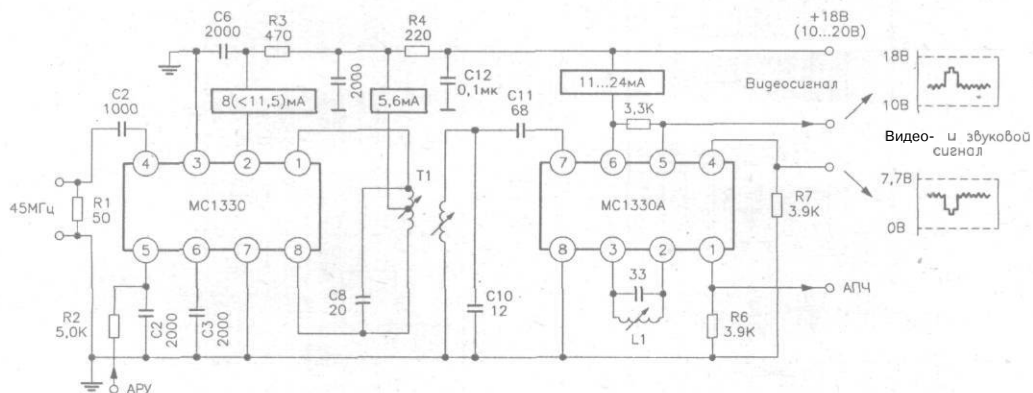 C6
2000
R3
470
R4
220
+18В
(10...20В)
2000
C12
0,1мк
C11
68
11...24мА
18В
10В
Видеосигнал
C2
1000
8(<11,5)мА
5,6мА
3,3К
Видео- и звуковой
сигнал
7,7В
0В
4
3
2
1
7
6
5
4
45МГц
R1
50
MC1330
T1
MC1330A
R7
3.9К
5
6
7
8
8
3
2
1
R2
5,0К
C2
2000
C3
2000
C8
20
C10
12
33
L1
R6
3.9К
АПЧ
АРУ